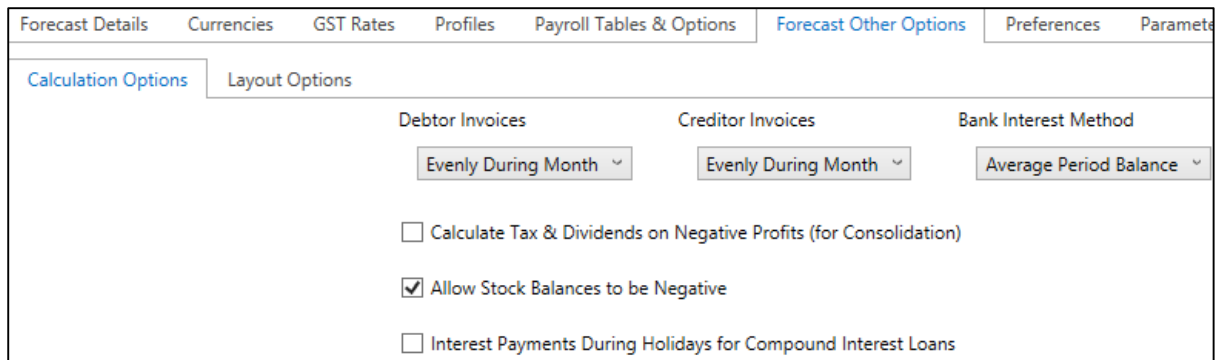 Forecast Details Currencies GST Rates Profiles Payroll Tables & Options Forecast Other Options Preferences Paramete
Calculation Options Layout Options
Debtor Invoices Creditor Invoices Bank Interest Method
Evenly During Month Evenly During Month Average Period Balance
Calculate Tax & Dividends on Negative Profits (for Consolidation)
Allow Stock Balances to be Negative
Interest Payments During Holidays for Compound Interest Loans